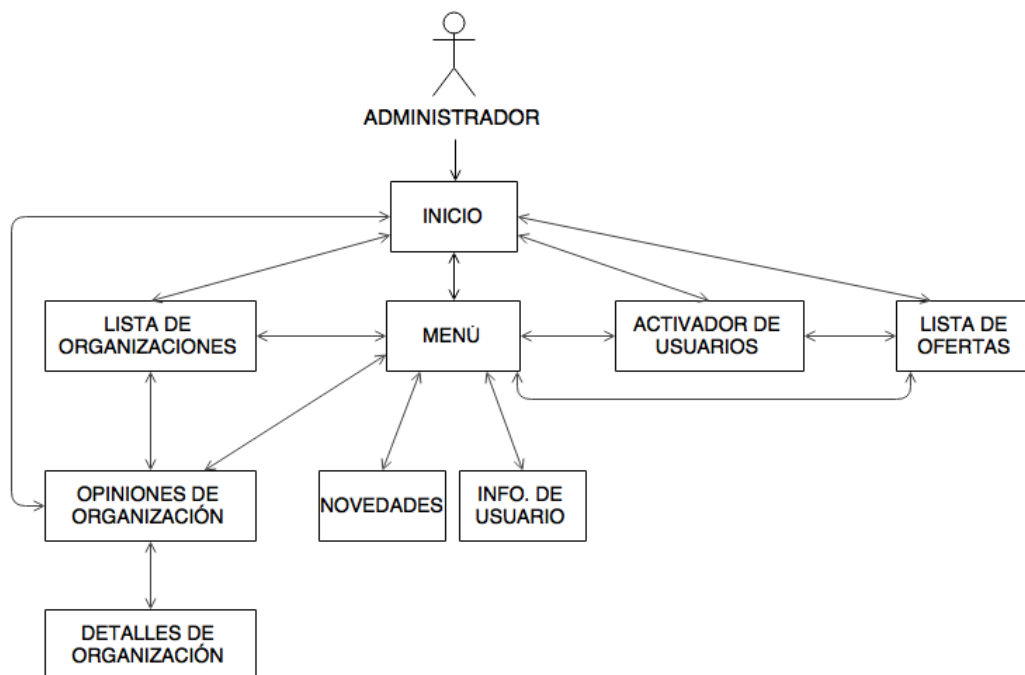 ADMINISTRADOR
INICIO
LISTA DE
ORGANIZACIONES
MENÚ
ACTIVADOR DE
USUARIOS
LISTA DE
OFERTAS
OPINIONES DE
ORGANIZACIÓN
NOVEDADES
INFO. DE
USUARIO
DETALLES DE
ORGANIZACIÓN